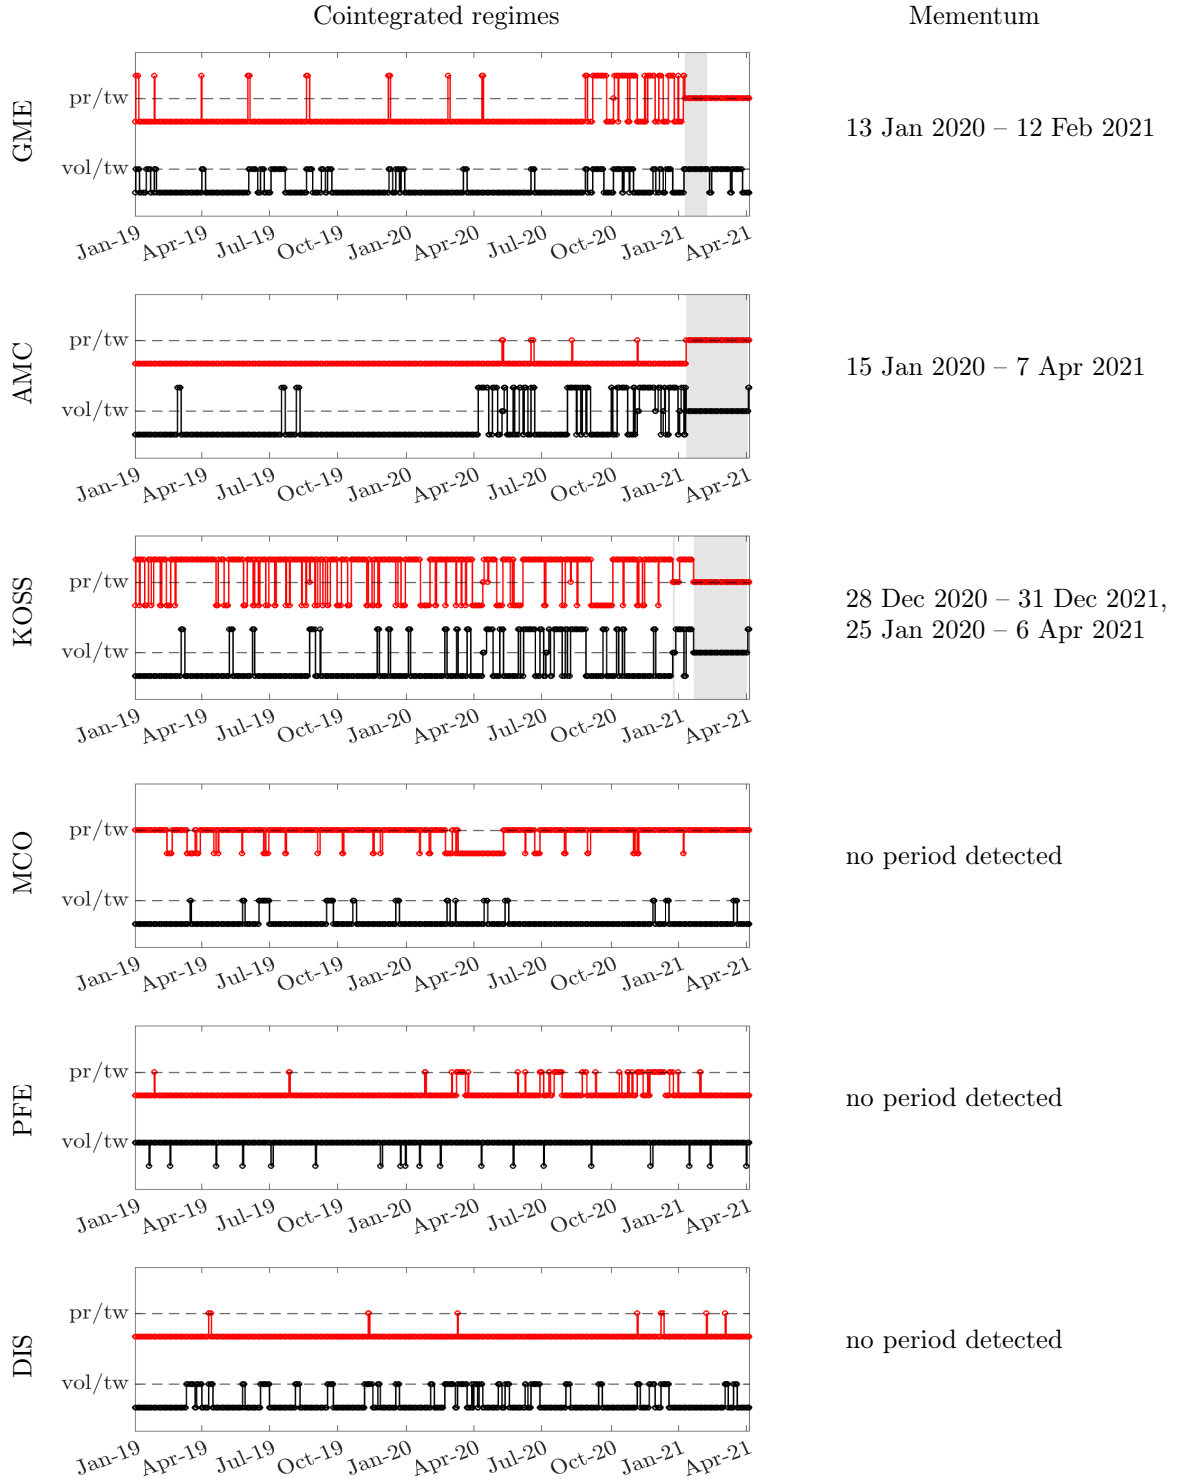 Cointegrated regimes
Mementum
GME
pr/tw
vol/tw
13 Jan 2020 – 12 Feb 2021
Jan-19 Apr-19 Jul-19 Oct-19 Jan-20 Apr-20 Jul-20 Oct-20 Jan-21 Apr-21
AMC
pr/tw
vol/tw
15 Jan 2020 – 7 Apr 2021
Jan-19 Apr-19 Jul-19 Oct-19 Jan-20 Apr-20 Jul-20 Oct-20 Jan-21 Apr-21
KOSS
pr/tw
vol/tw
28 Dec 2020 – 31 Dec 2021,
25 Jan 2020 – 6 Apr 2021
Jan-19 Apr-19 Jul-19 Oct-19 Jan-20 Apr-20 Jul-20 Oct-20 Jan-21 Apr-21
MCO
pr/tw
vol/tw
no period detected
Jan-19 Apr-19 Jul-19 Oct-19 Jan-20 Apr-20 Jul-20 Oct-20 Jan-21 Apr-21
PFE
pr/tw
vol/tw
no period detected
Jan-19 Apr-19 Jul-19 Oct-19 Jan-20 Apr-20 Jul-20 Oct-20 Jan-21 Apr-21
DIS
pr/tw
vol/tw
no period detected
Jan-19 Apr-19 Jul-19 Oct-19 Jan-20 Apr-20 Jul-20 Oct-20 Jan-21 Apr-21